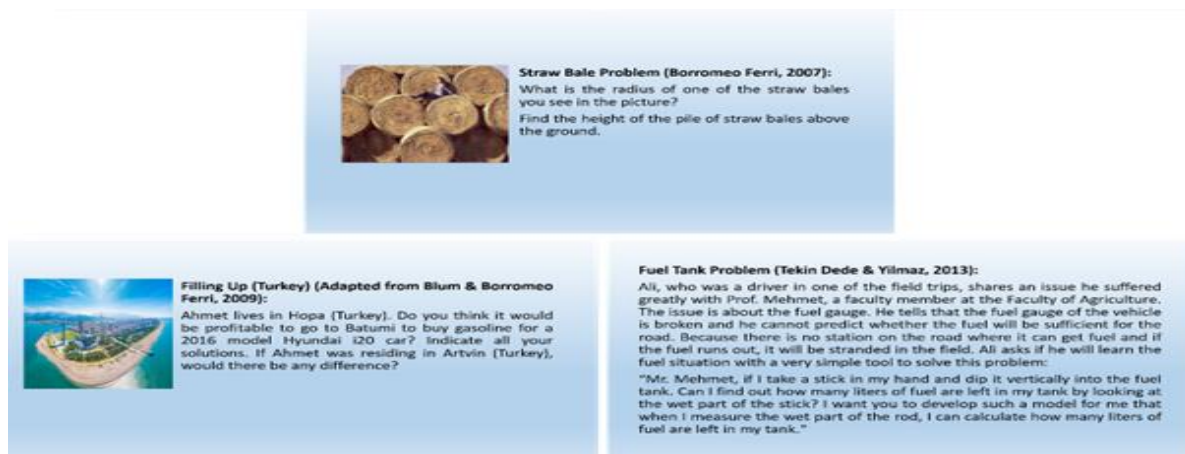 Straw Bale Problem (Borromeo Ferri, 2007):
What is the radius of one of the straw bales
you see in the picture?
Find the height of the pile of straw bales above
the ground.
Filling Up (Turkey) (Adapted from Blum & Borromeo
Ferri, 2009):
Ahmet lives in Hopa (Turkey). Do you think it would
be profitable to go to Batumi to buy gasoline for a
2016 model Hyundai i20 car? Indicate all your
solutions. If Ahmet was residing in Artvin (Turkey),
would there be any difference?
Fuel Tank Problem (Tekin Dede & Yilmaz, 2013):
Ali, who was a driver in one of the field trips, shares an issue he suffered
greatly with Prof. Mehmet, a faculty member at the Faculty of Agriculture.
The issue is about the fuel gauge. He tells that the fuel gauge of the vehicle
is broken and he cannot predict whether the fuel will be sufficient for the
road. Because there is no station on the road where it can get fuel and if
the fuel runs out, it will be stranded in the field. Ali asks if he will learn the
fuel situation with a very simple tool to solve this problem:
"Mr. Mehmet, if I take a stick in my hand and dip it vertically into the fuel
tank. Can I find out how many liters of fuel are left in my tank by looking at
the wet part of the stick? I want you to develop such a model for me that
when I measure the wet part of the rod, I can calculate how many liters of
fuel are left in my tank."